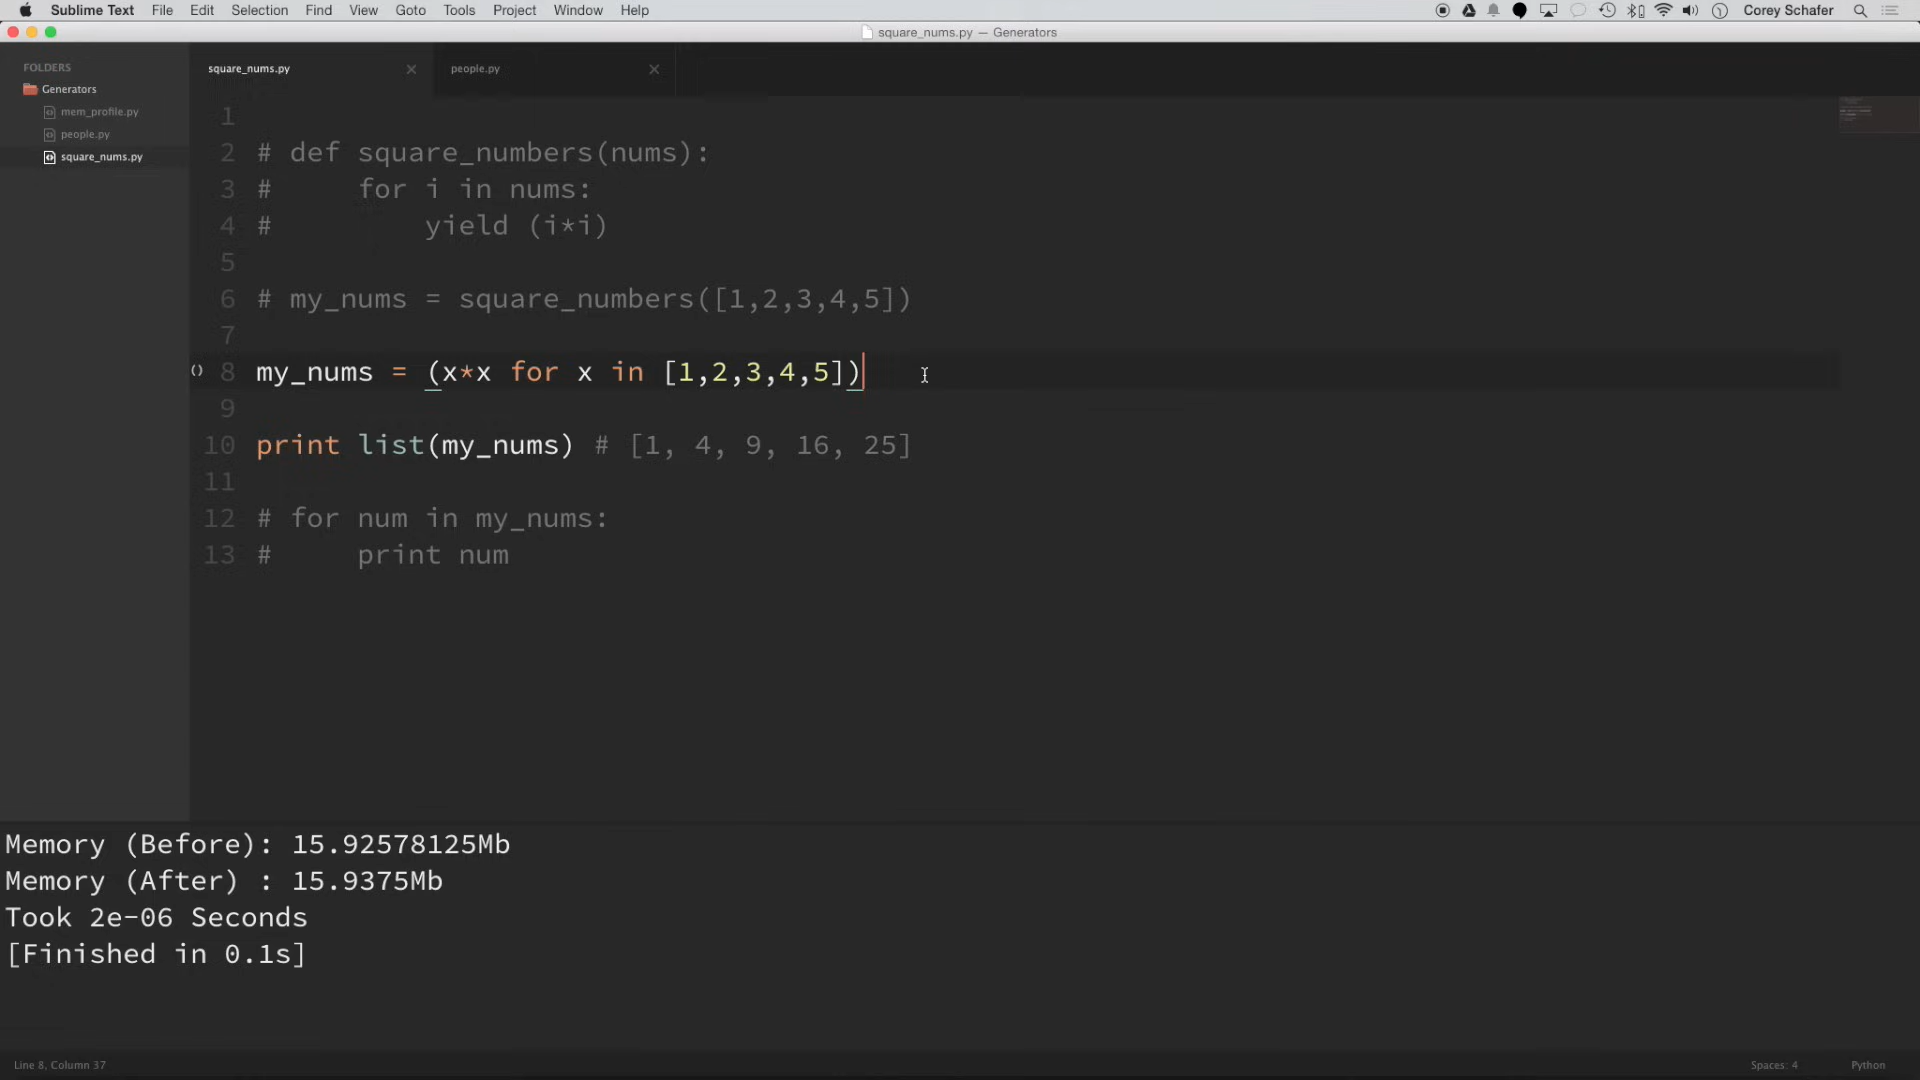 Sublime Text File Edit Selection Find View Goto Tools Project Window Help Corey Schafer
square_nums.py — Generators
FOLDERS
Generators
mem_profile.py
people.py
square_nums.py
square_nums.py people.py
1
2 # def square_numbers(nums):
3 #     for i in nums:
4 #         yield (i*i)
5
6 # my_nums = square_numbers([1,2,3,4,5])
7
() 8 my_nums = (x*x for x in [1,2,3,4,5])
9
10 print list(my_nums) # [1, 4, 9, 16, 25]
11
12 # for num in my_nums:
13 #     print num
Memory (Before): 15.92578125Mb
Memory (After) : 15.9375Mb
Took 2e-06 Seconds
[Finished in 0.1s]
Line 8, Column 37 Spaces: 4 Python